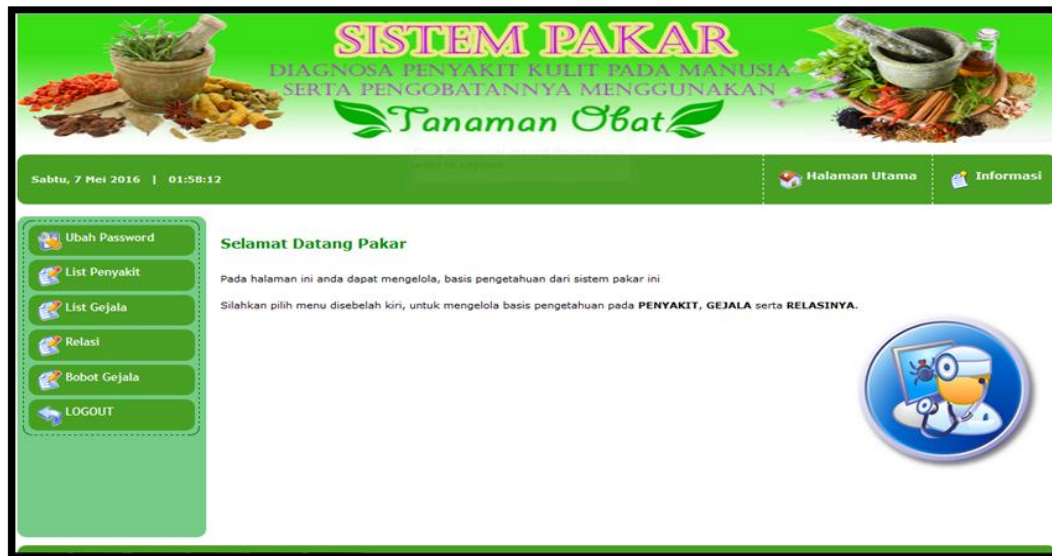 SISTEM PAKAR
DIAGNOSA PENYAKIT KULIT PADA MANUSIA
SERTA PENGOBATANNYA MENGGUNAKAN
Tanaman Obat
Sabtu, 7 Mei 2016 | 01:58:12
Halaman Utama
Informasi
Ubah Password
List Penyakit
List Gejala
Relasi
Bobot Gejala
LOGOUT
Selamat Datang Pakar
Pada halaman ini anda dapat mengelola, basis pengetahuan dari sistem pakar ini
Silahkan pilih menu disebelah kiri, untuk mengelola basis pengetahuan pada PENYAKIT, GEJALA serta RELASINYA.